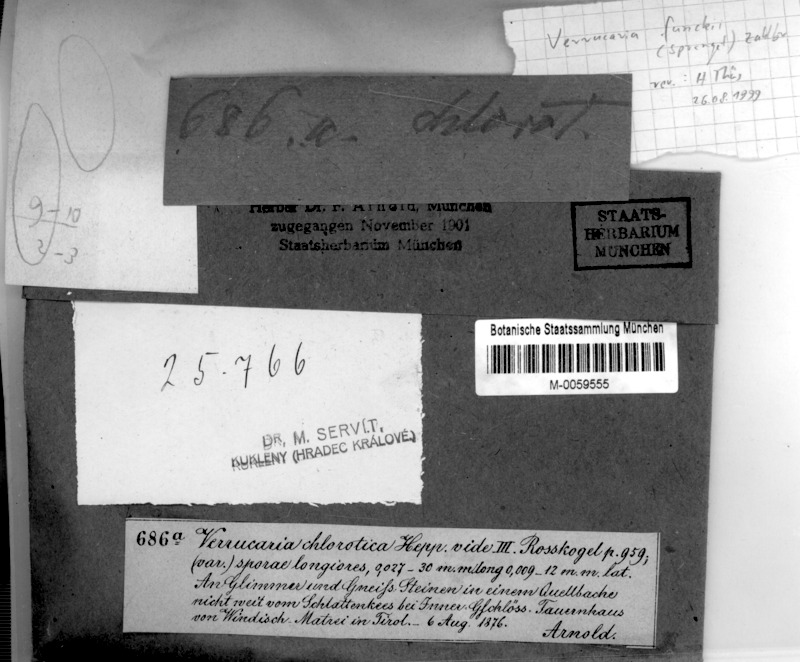 Verrucaria funckii
(Sprengel) Zahlbr
rev.: H Thüs
26.08.1999
686.a. chlorot.
9-10
2-3
Herbar Dr. F. Arnold, München
zugegangen November 1901
Staatsherbarium München
STAATS-
HERBARIUM
MÜNCHEN
Botanische Staatssammlung München
M-0059555
25.766
DR. M. SERVÍT,
KUKLENY (HRADEC KRÁLOVÉ)
686a Verrucaria chlorotica Hepp. vide III. Rosskogel p. 959;
(var.) sporae longiores, 0,027 - 30 m.m. long 0,009 - 12 m.m. lat.
An Glimmer und Gneiss Steinen in einem Quellbache
nicht weit vom Schlattenkees bei Inner Gschlöss. Tauernhaus
von Windisch-Matrei in Tirol. - 6 Aug. 1876.
Arnold.